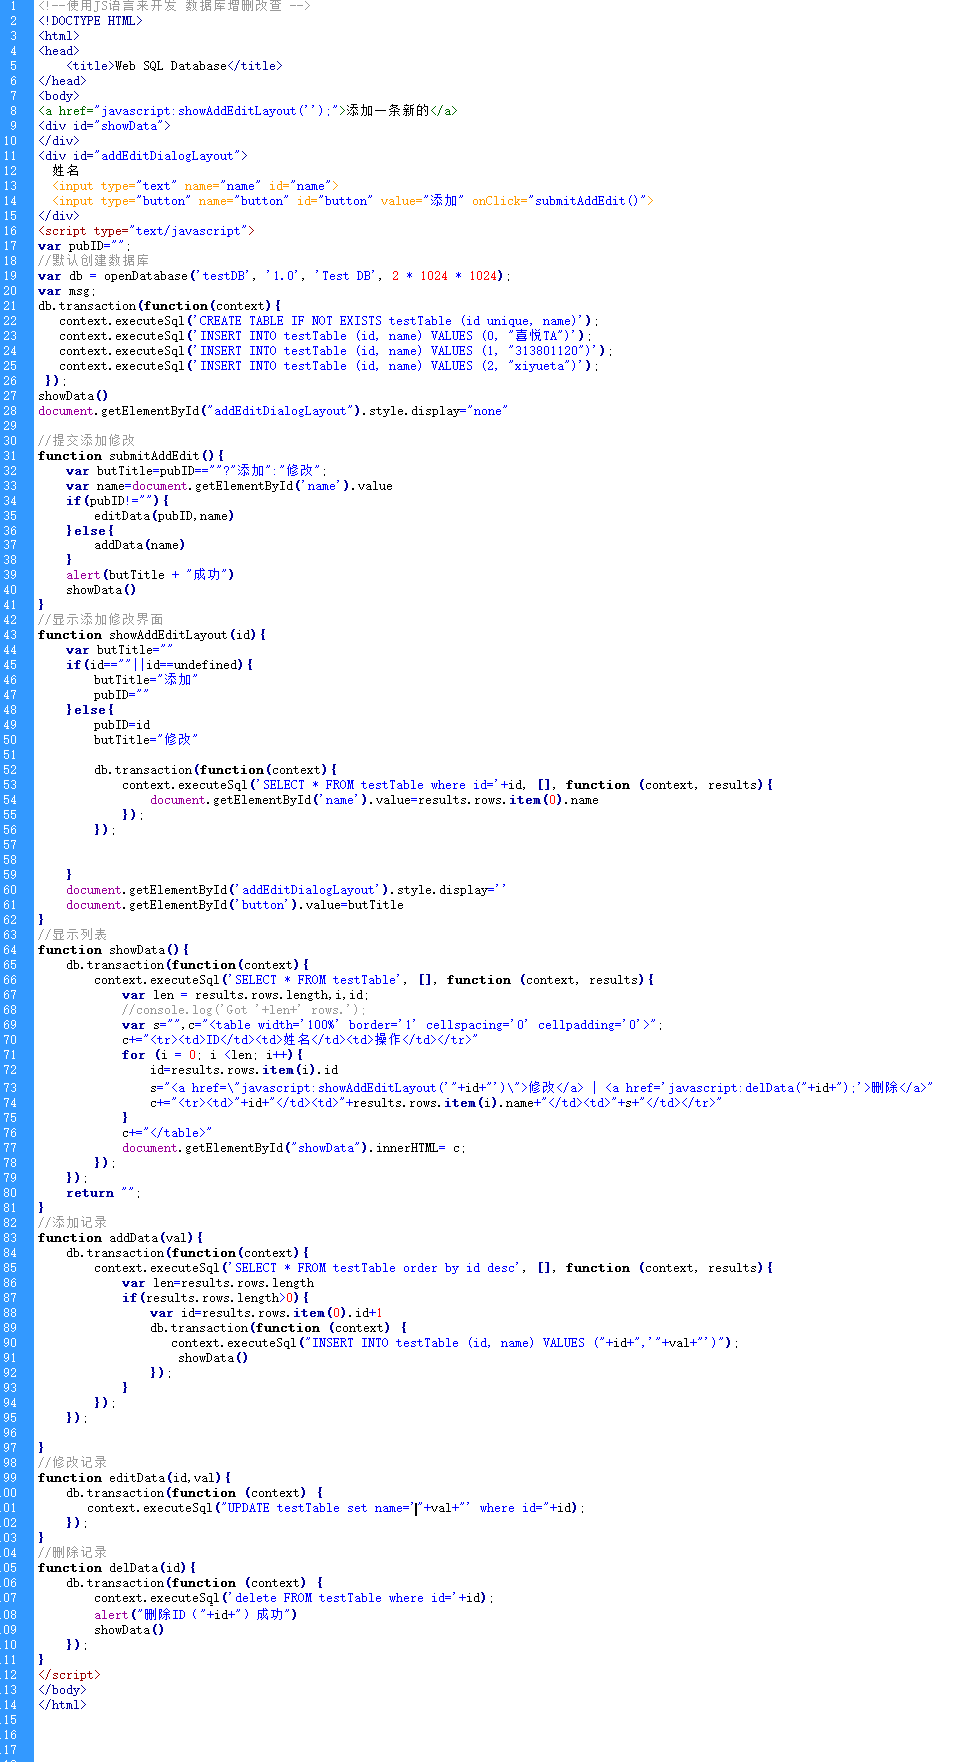 1 <!--使用JS语言来开发 数据库增删改查 -->
2 <!DOCTYPE HTML>
3 <html>
4 <head>
5     <title>Web SQL Database</title>
6 </head>
7 <body>
8 <a href="javascript:showAddEditLayout('');">添加一条新的</a>
9 <div id="showData">
10 </div>
11 <div id="addEditDialogLayout">
12   姓名
13   <input type="text" name="name" id="name">
14   <input type="button" name="button" id="button" value="添加" onClick="submitAddEdit()">
15 </div>
16 <script type="text/javascript">
17 var pubID="";
18 //默认创建数据库
19 var db = openDatabase('testDB', '1.0', 'Test DB', 2 * 1024 * 1024);
20 var msg;
21 db.transaction(function(context){
22    context.executeSql('CREATE TABLE IF NOT EXISTS testTable (id unique, name)');
23    context.executeSql('INSERT INTO testTable (id, name) VALUES (0, "喜悦TA")');
24    context.executeSql('INSERT INTO testTable (id, name) VALUES (1, "313801120")');
25    context.executeSql('INSERT INTO testTable (id, name) VALUES (2, "xiyueta")');
26  });
27 showData()
28 document.getElementById("addEditDialogLayout").style.display="none"
29
30 //提交添加修改
31 function submitAddEdit(){
32     var butTitle=pubID==""?"添加":"修改";
33     var name=document.getElementById('name').value
34     if(pubID!=""){
35         editData(pubID,name)
36     }else{
37         addData(name)
38     }
39     alert(butTitle + "成功")
40     showData()
41 }
42 //显示添加修改界面
43 function showAddEditLayout(id){
44     var butTitle=""
45     if(id==""||id==undefined){
46         butTitle="添加"
47         pubID=""
48     }else{
49         pubID=id
50         butTitle="修改"
51
52         db.transaction(function(context){
53             context.executeSql('SELECT * FROM testTable where id='+id, [], function (context, results){
54                 document.getElementById('name').value=results.rows.item(0).name
55             });
56         });
57
58
59     }
60     document.getElementById('addEditDialogLayout').style.display=''
61     document.getElementById('button').value=butTitle
62 }
63 //显示列表
64 function showData(){
65     db.transaction(function(context){
66         context.executeSql('SELECT * FROM testTable', [], function (context, results){
67             var len = results.rows.length,i,id;
68             //console.log('Got '+len+' rows.');
69             var s="",c="<table width='100%' border='1' cellspacing='0' cellpadding='0'>";
70             c+="<tr><td>ID</td><td>姓名</td><td>操作</td></tr>"
71             for (i = 0; i <len; i++){
72                 id=results.rows.item(i).id
73                 s="<a href=\"javascript:showAddEditLayout('"+id+"')\">修改</a> | <a href='javascript:delData("+id+");'>删除</a>"
74                 c+="<tr><td>"+id+"</td><td>"+results.rows.item(i).name+"</td><td>"+s+"</td></tr>"
75             }
76             c+="</table>"
77             document.getElementById("showData").innerHTML= c;
78         });
79     });
80     return "";
81 }
82 //添加记录
83 function addData(val){
84     db.transaction(function(context){
85         context.executeSql('SELECT * FROM testTable order by id desc', [], function (context, results){
86             var len=results.rows.length
87             if(results.rows.length>0){
88                 var id=results.rows.item(0).id+1
89                 db.transaction(function (context) {
90                    context.executeSql("INSERT INTO testTable (id, name) VALUES ("+id+",'"+val+"')");
91                     showData()
92                 });
93             }
94         });
95     });
96
97 }
98 //修改记录
99 function editData(id,val){
00     db.transaction(function (context) {
01        context.executeSql("UPDATE testTable set name='"+val+"' where id="+id);
02     });
03 }
04 //删除记录
05 function delData(id){
06     db.transaction(function (context) {
07         context.executeSql('delete FROM testTable where id='+id);
08         alert("删除ID（"+id+"）成功")
09         showData()
10     });
11 }
12 </script>
13 </body>
14 </html>
15
16
17